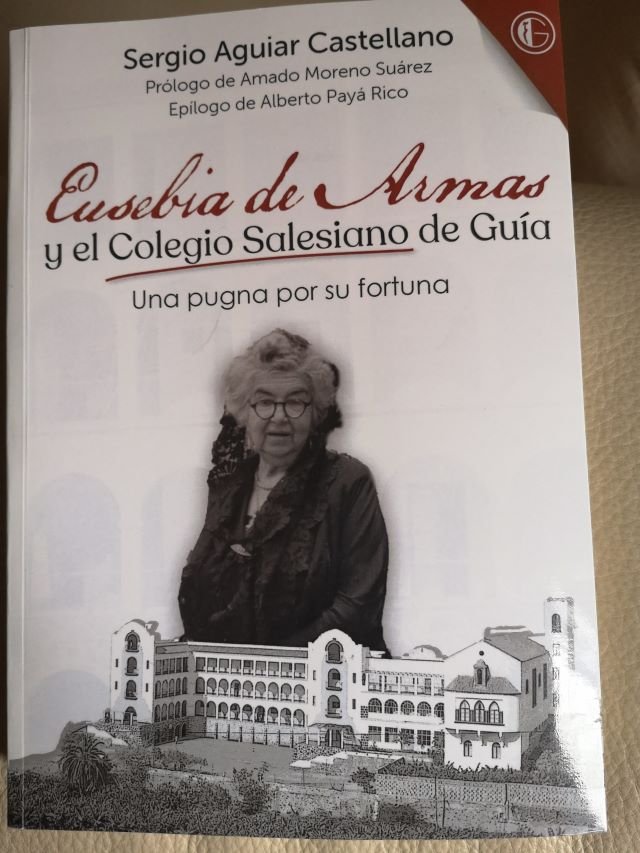 Sergio Aguiar Castellano
Prólogo de Amado Moreno Suárez
Epílogo de Alberto Payá Rico
Eusebia de Armas
y el Colegio Salesiano de Guía
Una pugna por su fortuna